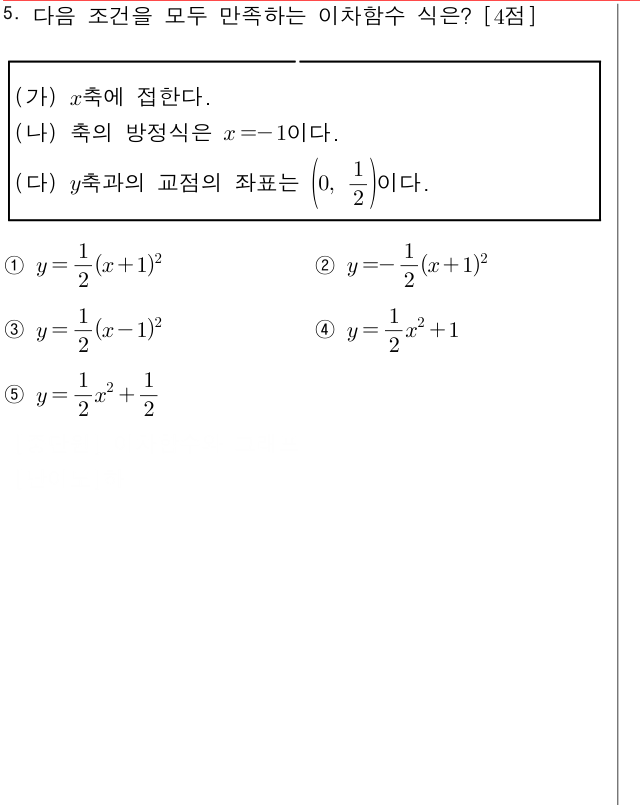 5. 다음 조건을 모두 만족하는 이차함수 식은? [4점]
(가) x축에 접한다.
(나) 축의 방정식은 x=-1이다.
(다) y축과의 교점의 좌표는 (0, 1/2)이다.
① y=1/2(x+1)² ② y=-1/2(x+1)²
③ y=1/2(x-1)² ④ y=1/2x²+1
⑤ y=1/2x²+1/2